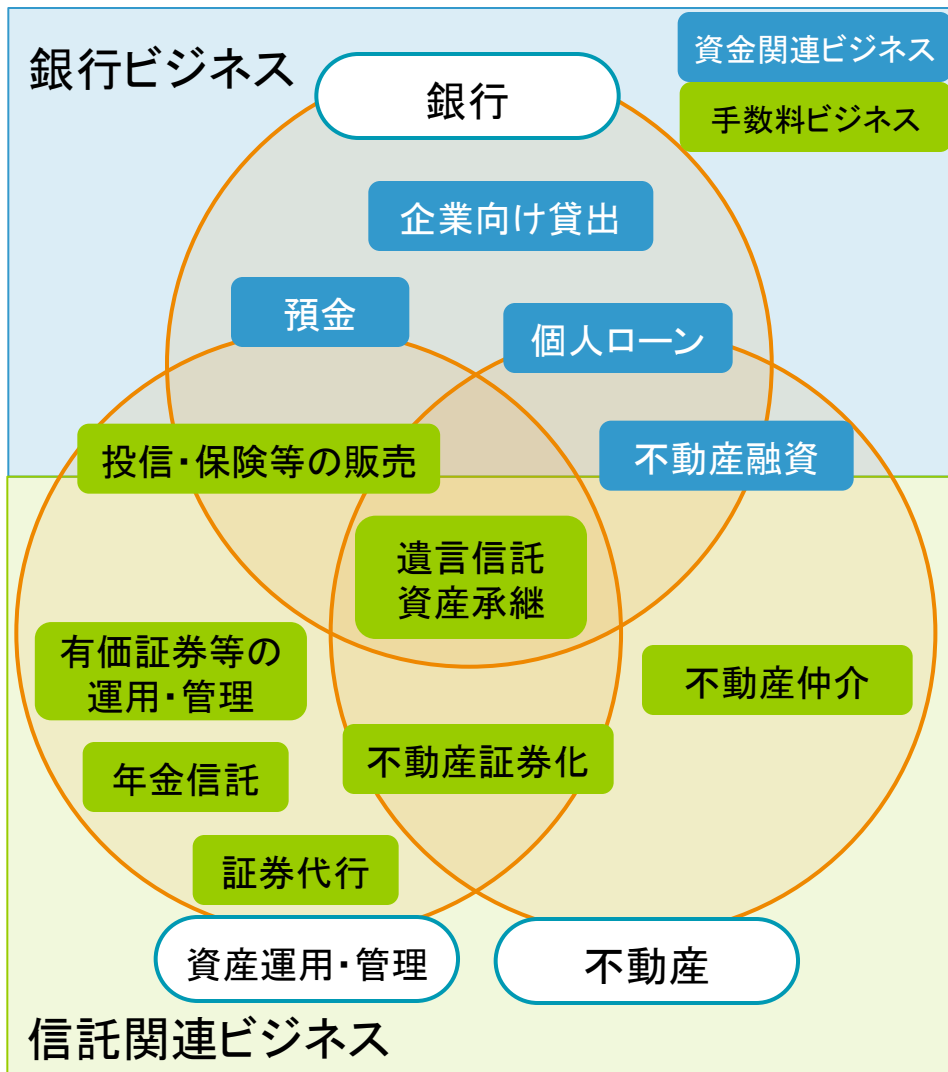 銀行ビジネス
資金関連ビジネス
手数料ビジネス
銀行
企業向け貸出
預金
個人ローン
投信・保険等の販売
不動産融資
遺言信託
資産承継
有価証券等の
運用・管理
不動産仲介
年金信託
不動産証券化
証券代行
資産運用・管理
不動産
信託関連ビジネス